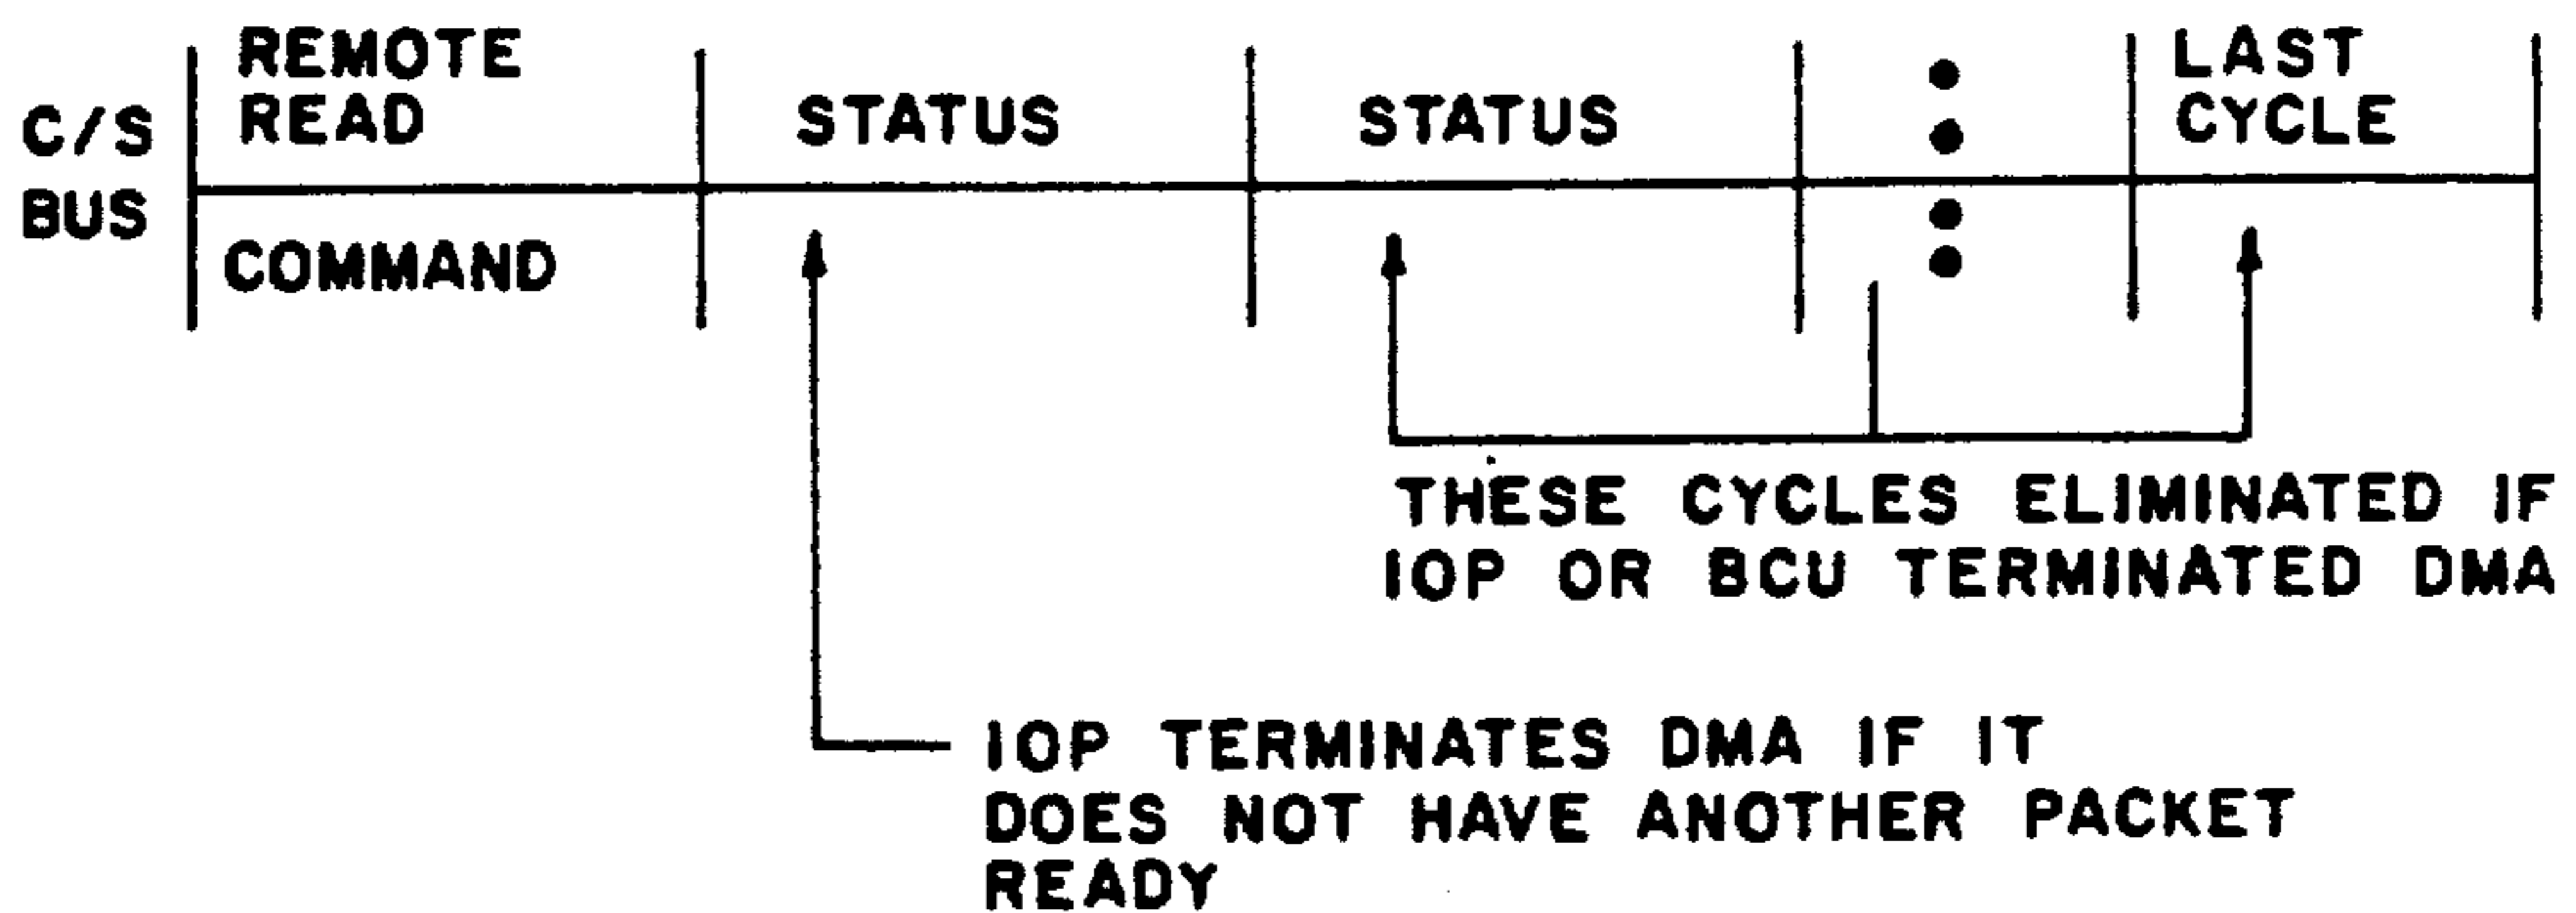 C/S
BUS
REMOTE
READ
COMMAND
STATUS
STATUS
LAST
CYCLE
THESE CYCLES ELIMINATED IF
IOP OR BCU TERMINATED DMA
IOP TERMINATES DMA IF IT
DOES NOT HAVE ANOTHER PACKET
READY